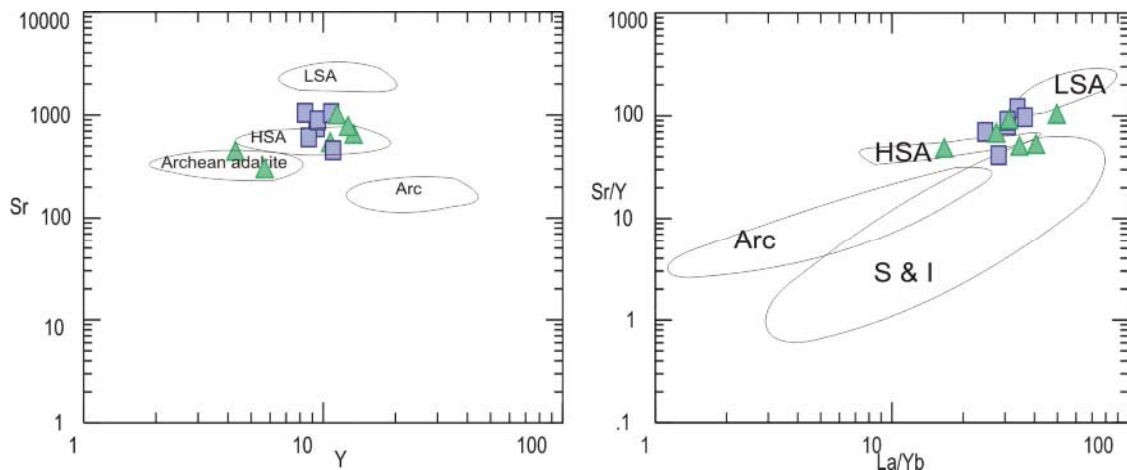 10000
1000
Sr
100
10
1
LSA
HSA
Archean adakite
Arc
1
10
100
Y
1000
100
Sr/Y
10
1
.1
LSA
HSA
Arc
S & I
1
10
100
La/Yb